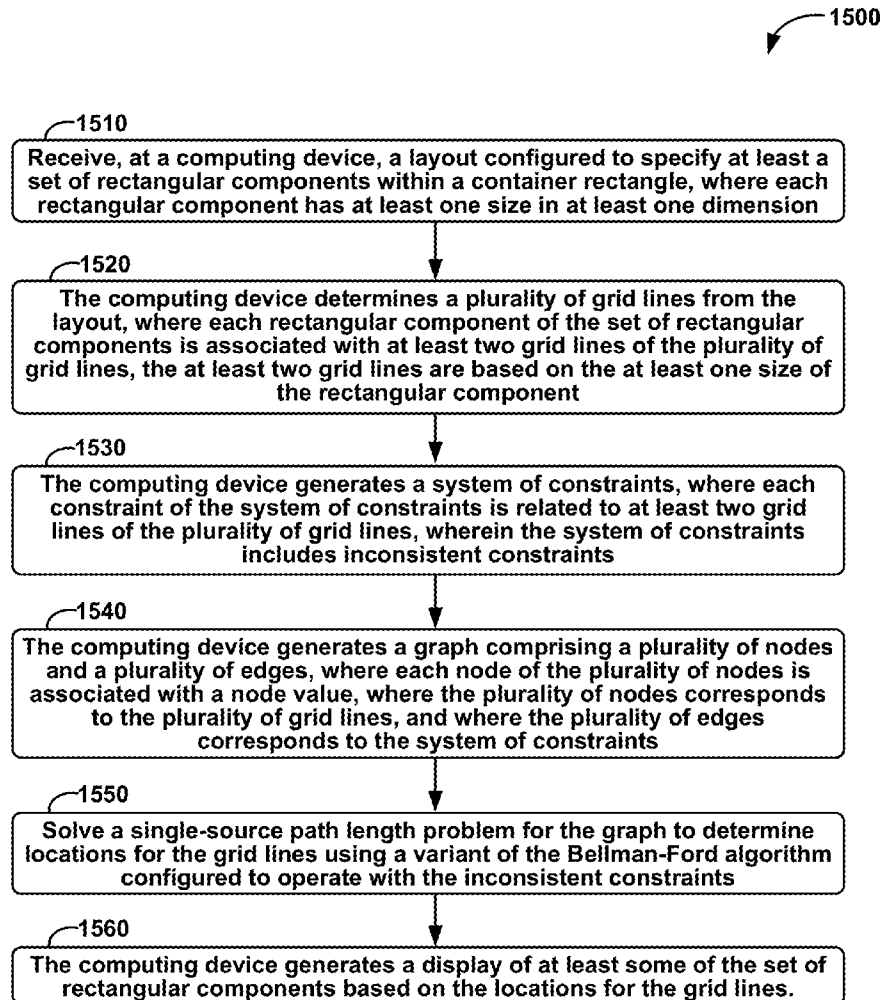 1500
1510
Receive, at a computing device, a layout configured to specify at least a
set of rectangular components within a container rectangle, where each
rectangular component has at least one size in at least one dimension
1520
The computing device determines a plurality of grid lines from the
layout, where each rectangular component of the set of rectangular
components is associated with at least two grid lines of the plurality of
grid lines, the at least two grid lines are based on the at least one size of
the rectangular component
1530
The computing device generates a system of constraints, where each
constraint of the system of constraints is related to at least two grid
lines of the plurality of grid lines, wherein the system of constraints
includes inconsistent constraints
1540
The computing device generates a graph comprising a plurality of nodes
and a plurality of edges, where each node of the plurality of nodes is
associated with a node value, where the plurality of nodes corresponds
to the plurality of grid lines, and where the plurality of edges
corresponds to the system of constraints
1550
Solve a single-source path length problem for the graph to determine
locations for the grid lines using a variant of the Bellman-Ford algorithm
configured to operate with the inconsistent constraints
1560
The computing device generates a display of at least some of the set of
rectangular components based on the locations for the grid lines.